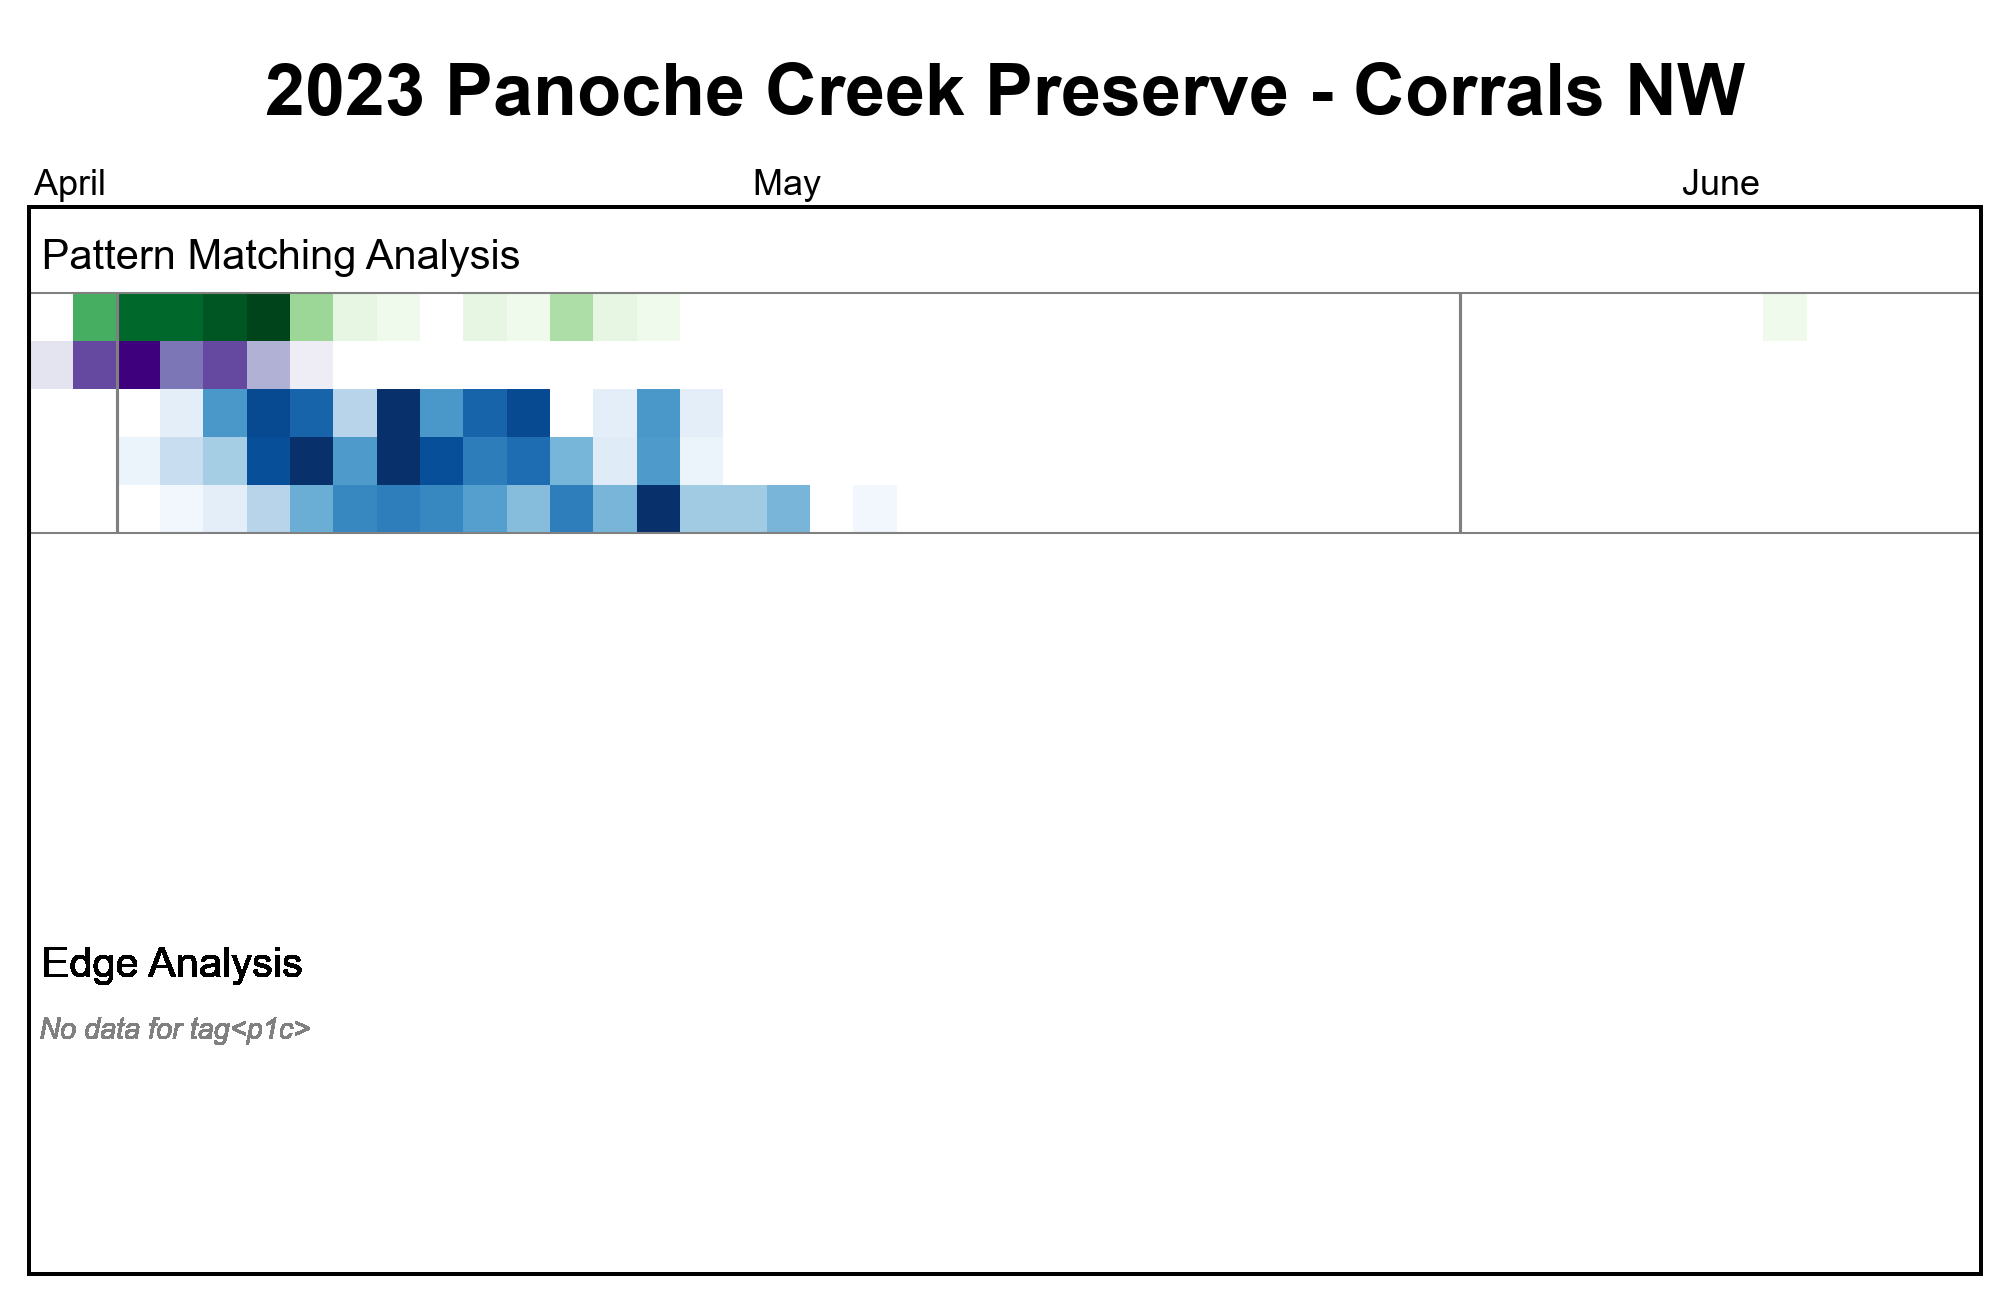 2023 Panoche Creek Preserve - Corrals NW
April May June
Pattern Matching Analysis
Edge Analysis
No data for tag<p1c>